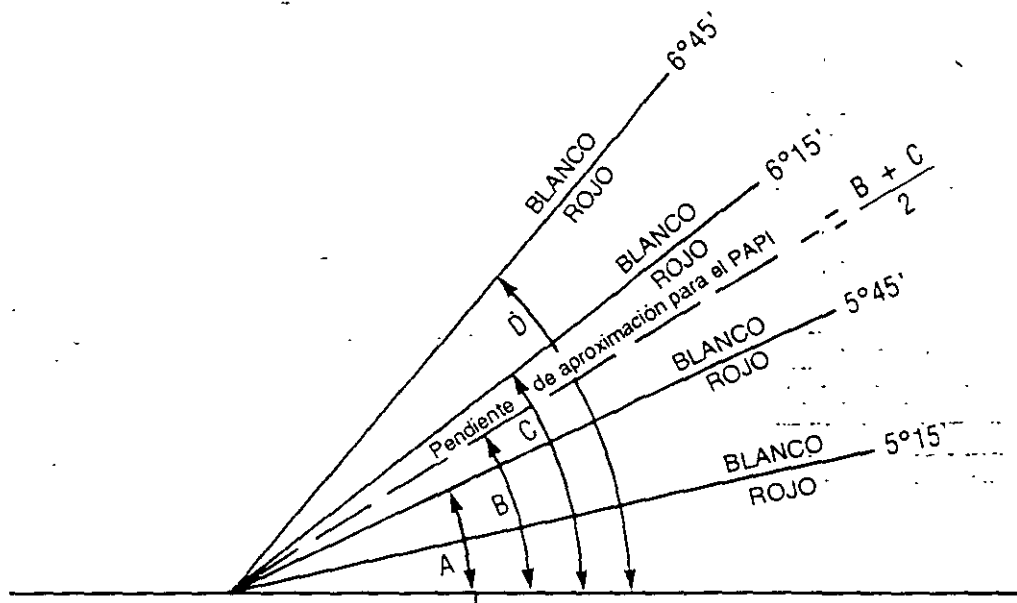 6°45'
BLANCO
ROJO
6°15'
BLANCO
ROJO
B + C
2
=
Pendiente de aproximación para el PAPI
5°45'
BLANCO
ROJO
5°15'
BLANCO
ROJO
D
C
B
A